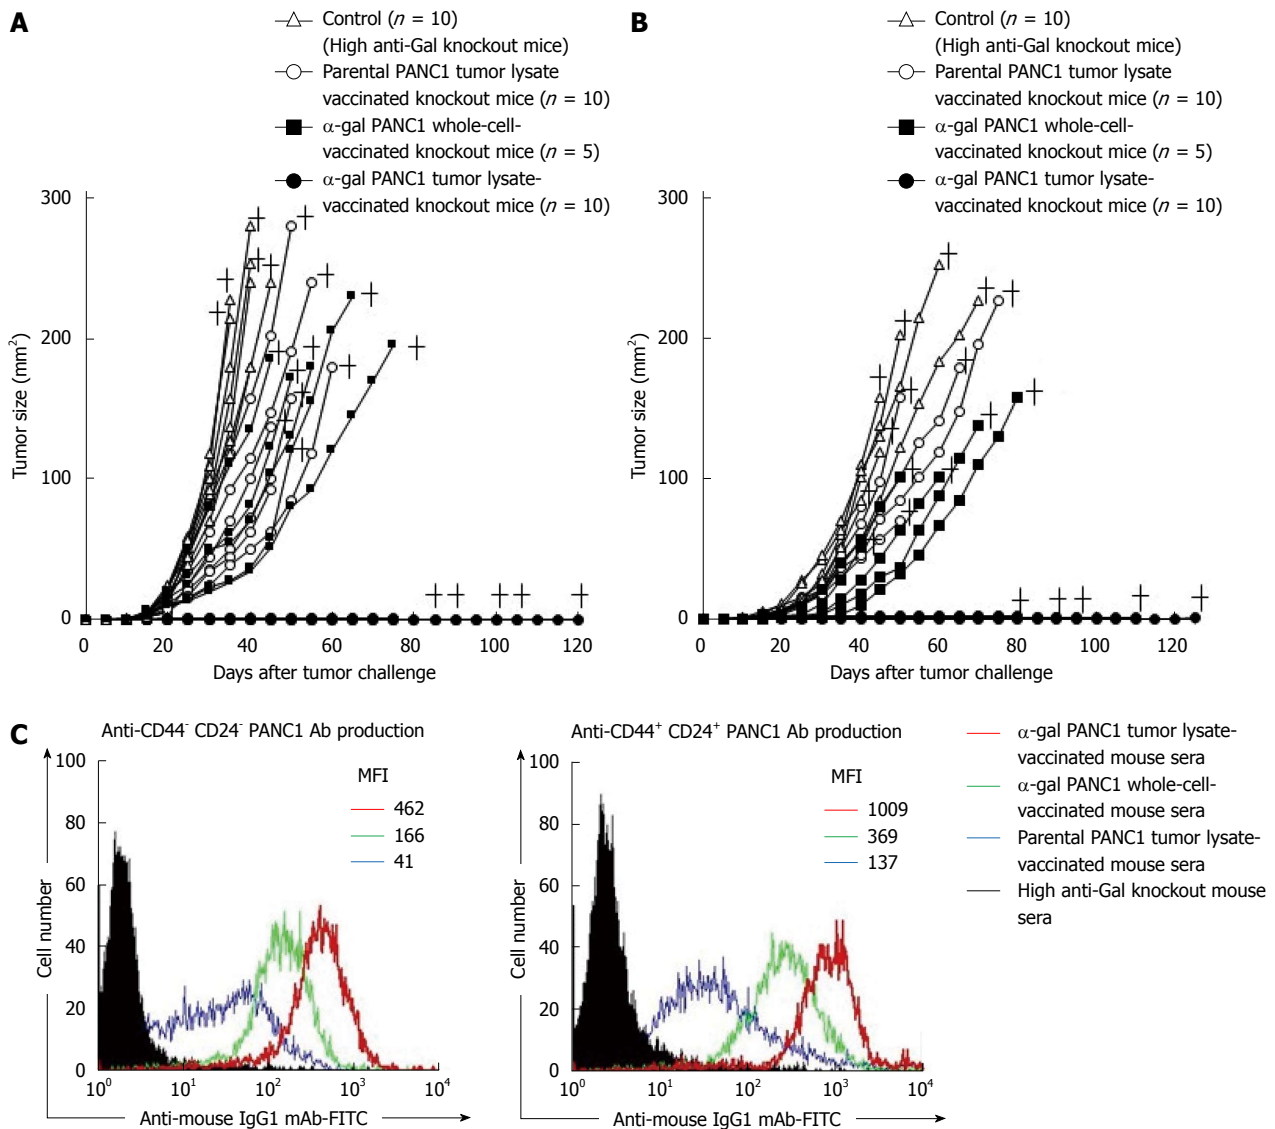 A
Control (n = 10)
(High anti-Gal knockout mice)
Parental PANC1 tumor lysate
vaccinated knockout mice (n = 10)
α-gal PANC1 whole-cell-
vaccinated knockout mice (n = 5)
α-gal PANC1 tumor lysate-
vaccinated knockout mice (n = 10)
300
200
100
0
Tumor size (mm²)
0 20 40 60 80 100 120
Days after tumor challenge
B
Control (n = 10)
(High anti-Gal knockout mice)
Parental PANC1 tumor lysate
vaccinated knockout mice (n = 10)
α-gal PANC1 whole-cell-
vaccinated knockout mice (n = 5)
α-gal PANC1 tumor lysate-
vaccinated knockout mice (n = 10)
300
200
100
0
Tumor size (mm²)
0 20 40 60 80 100 120
Days after tumor challenge
C
Anti-CD44⁻ CD24⁻ PANC1 Ab production
MFI
462
166
41
100
80
60
40
20
0
Cell number
10⁰ 10¹ 10² 10³ 10⁴
Anti-mouse IgG1 mAb-FITC
Anti-CD44⁺ CD24⁺ PANC1 Ab production
MFI
1009
369
137
100
80
60
40
20
0
Cell number
10⁰ 10¹ 10² 10³ 10⁴
Anti-mouse IgG1 mAb-FITC
α-gal PANC1 tumor lysate-
vaccinated mouse sera
α-gal PANC1 whole-cell-
vaccinated mouse sera
Parental PANC1 tumor lysate-
vaccinated mouse sera
High anti-Gal knockout mouse
sera